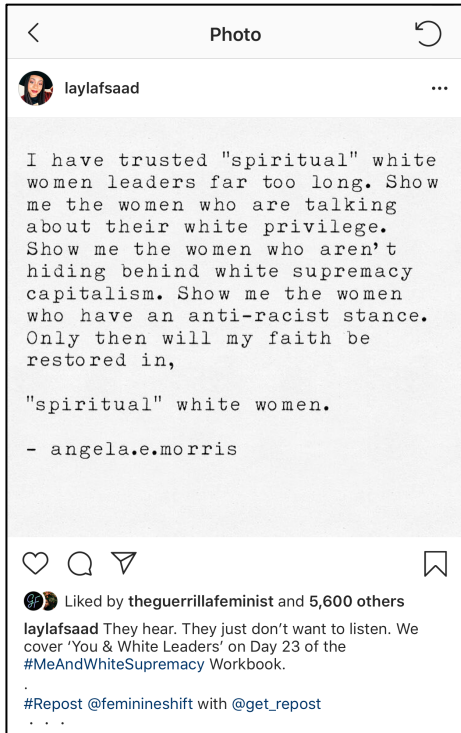 Photo
laylafsaad
I have trusted "spiritual" white
women leaders far too long. Show
me the women who are talking
about their white privilege.
Show me the women who aren't
hiding behind white supremacy
capitalism. Show me the women
who have an anti-racist stance.
Only then will my faith be
restored in,
"spiritual" white women.
- angela.e.morris
GF
Liked by theguerrillafeminist and 5,600 others
laylafsaad They hear. They just don’t want to listen. We
cover ‘You & White Leaders’ on Day 23 of the
#MeAndWhiteSupremacy Workbook.
.
#Repost @feminineshift with @get_repost
・・・